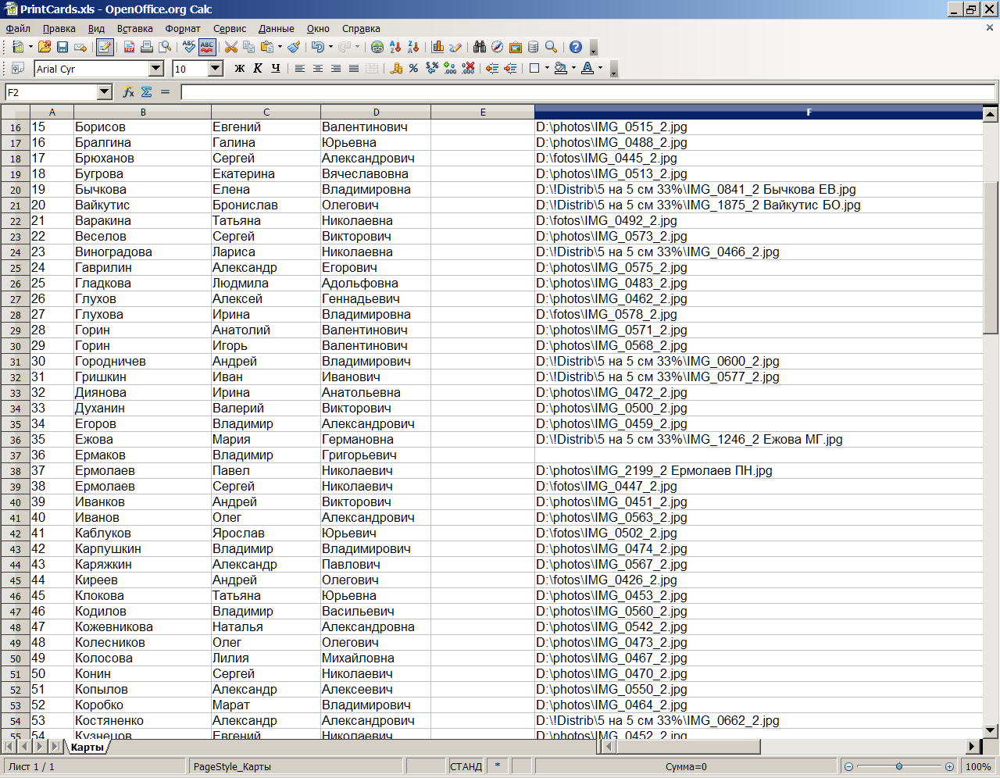 PrintCards.xls - OpenOffice.org Calc
Файл Правка Вид Вставка Формат Сервис Данные Окно Справка
Arial Cyr 10 Ж К Ч
F2
A B C D E F
16 15 Борисов Евгений Валентинович D:\photos\IMG_0515_2.jpg
17 16 Бралгина Галина Юрьевна D:\photos\IMG_0488_2.jpg
18 17 Брюханов Сергей Александрович D:\fotos\IMG_0445_2.jpg
19 18 Бугрова Екатерина Вячеславовна D:\photos\IMG_0513_2.jpg
20 19 Бычкова Елена Владимировна D:\!Distrib\5 на 5 см 33%\IMG_0841_2 Бычкова ЕВ.jpg
21 20 Вайкутис Бронислав Олегович D:\!Distrib\5 на 5 см 33%\IMG_1875_2 Вайкутис БО.jpg
22 21 Варакина Татьяна Николаевна D:\fotos\IMG_0492_2.jpg
23 22 Веселов Сергей Викторович D:\photos\IMG_0573_2.jpg
24 23 Виноградова Лариса Николаевна D:\!Distrib\5 на 5 см 33%\IMG_0466_2.jpg
25 24 Гаврилин Александр Егорович D:\photos\IMG_0575_2.jpg
26 25 Гладкова Людмила Адольфовна D:\photos\IMG_0483_2.jpg
27 26 Глухов Алексей Геннадьевич D:\photos\IMG_0462_2.jpg
28 27 Глухова Ирина Владимировна D:\fotos\IMG_0578_2.jpg
29 28 Горин Анатолий Валентинович D:\photos\IMG_0571_2.jpg
30 29 Горин Игорь Валентинович D:\photos\IMG_0568_2.jpg
31 30 Городничев Андрей Владимирович D:\!Distrib\5 на 5 см 33%\IMG_0600_2.jpg
32 31 Гришкин Иван Иванович D:\!Distrib\5 на 5 см 33%\IMG_0577_2.jpg
33 32 Диянова Ирина Анатольевна D:\photos\IMG_0472_2.jpg
34 33 Духанин Валерий Викторович D:\photos\IMG_0500_2.jpg
35 34 Егоров Владимир Александрович D:\photos\IMG_0459_2.jpg
36 35 Ежова Мария Германовна D:\!Distrib\5 на 5 см 33%\IMG_1246_2 Ежова МГ.jpg
37 36 Ермаков Владимир Григорьевич
38 37 Ермолаев Павел Николаевич D:\photos\IMG_2199_2 Ермолаев ПН.jpg
39 38 Ермолаев Сергей Николаевич D:\fotos\IMG_0447_2.jpg
40 39 Иванков Андрей Викторович D:\photos\IMG_0451_2.jpg
41 40 Иванов Олег Александрович D:\photos\IMG_0563_2.jpg
42 41 Каблуков Ярослав Юрьевич D:\fotos\IMG_0502_2.jpg
43 42 Карпушкин Владимир Владимирович D:\photos\IMG_0474_2.jpg
44 43 Каряжкин Александр Павлович D:\photos\IMG_0567_2.jpg
45 44 Киреев Андрей Олегович D:\fotos\IMG_0426_2.jpg
46 45 Клокова Татьяна Юрьевна D:\photos\IMG_0453_2.jpg
47 46 Кодилов Владимир Васильевич D:\photos\IMG_0560_2.jpg
48 47 Кожевникова Наталья Александровна D:\photos\IMG_0542_2.jpg
49 48 Колесников Олег Олегович D:\photos\IMG_0473_2.jpg
50 49 Колосова Лилия Михайловна D:\photos\IMG_0467_2.jpg
51 50 Конин Сергей Николаевич D:\photos\IMG_0470_2.jpg
52 51 Копылов Александр Алексеевич D:\photos\IMG_0550_2.jpg
53 52 Коробко Марат Владимирович D:\photos\IMG_0464_2.jpg
54 53 Костяненко Александр Александрович D:\!Distrib\5 на 5 см 33%\IMG_0662_2.jpg
55 54 Кузнецов Евгений Николаевич D:\photos\IMG_0452_2.jpg
Карты
Лист 1 / 1 PageStyle_Карты СТАНД * Сумма=0 100%